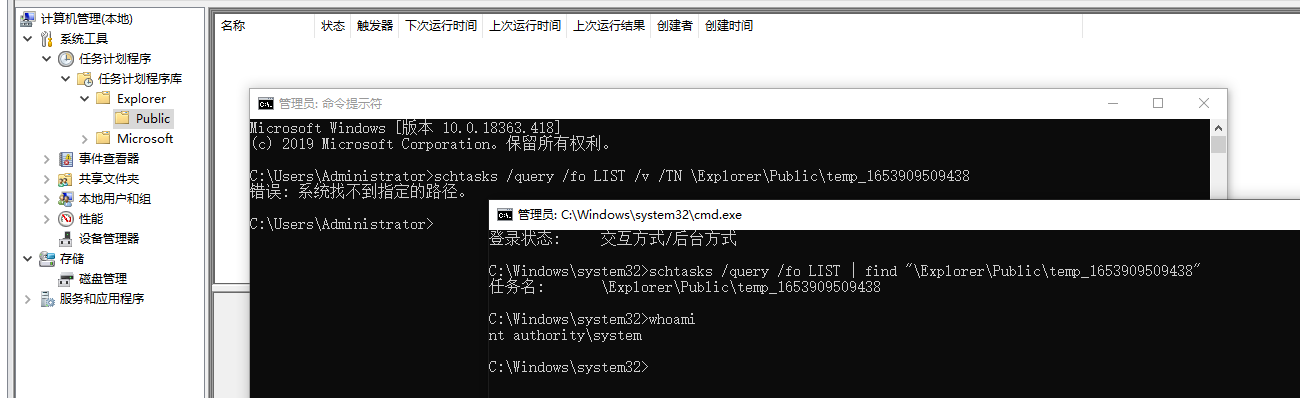 计算机管理(本地)
系统工具
任务计划程序
任务计划程序库
Explorer
Public
Microsoft
事件查看器
共享文件夹
本地用户和组
性能
设备管理器
存储
磁盘管理
服务和应用程序
名称 状态 触发器 下次运行时间 上次运行时间 上次运行结果 创建者 创建时间
管理员: 命令提示符
Microsoft Windows [版本 10.0.18363.418]
(c) 2019 Microsoft Corporation。保留所有权利。
C:\Users\Administrator>schtasks /query /fo LIST /v /TN \Explorer\Public\temp_1653909509438
错误: 系统找不到指定的路径。
C:\Users\Administrator>
管理员: C:\Windows\system32\cmd.exe
登录状态: 交互方式/后台方式
C:\Windows\system32>schtasks /query /fo LIST | find "\Explorer\Public\temp_1653909509438"
任务名: \Explorer\Public\temp_1653909509438
C:\Windows\system32>whoami
nt authority\system
C:\Windows\system32>